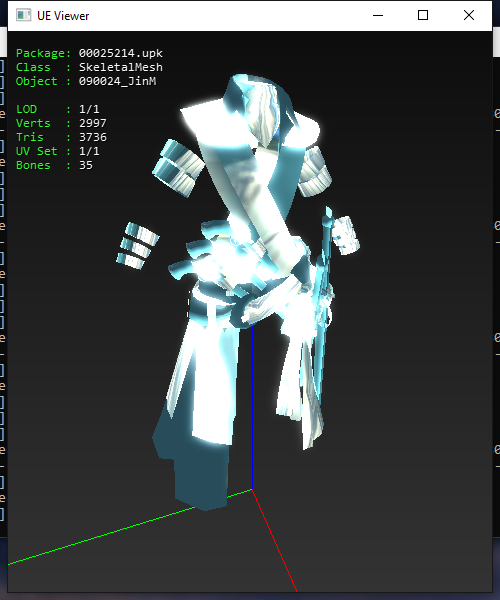 UE Viewer
Package: 00025214.upk
Class : SkeletalMesh
Object : 090024_JinM
LOD : 1/1
Verts : 2997
Tris : 3736
UV Set : 1/1
Bones : 35